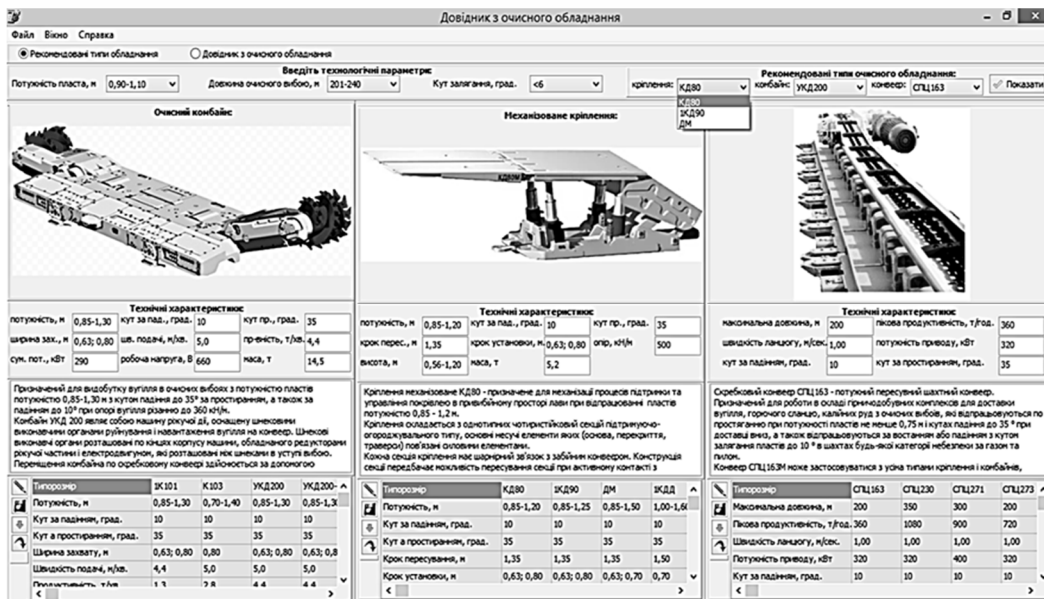 Довідник з очисного обладнання
Файл Вікно Справка
Рекомендовані типи обладнання Довідник з очисного обладнання
Введіть технологічні параметри: Рекомендовані типи очисного обладнання:
Потужність пласта, м 0,90-1,10 Довжина очисного вибою, м 201-240 Кут залягання, град. <6 кріплення: КД80 комбайн: УКД200 конвеєр: СПЦ163 Показати
КД80
1КД90
ДМ
Очисний комбайн:
Механізоване кріплення:
КД80М
Технічні характеристики:
потужність, м 0,85-1,30 кут за пад., град. 10 кут пр., град. 35
ширина зах., м 0,63; 0,80 шв. подачі, м/хв. 5,0 пр-вність, т/хв. 4,4
сум. пот., кВт 290 робоча напруга, В 660 маса, т 14,5
Технічні характеристики:
потужність, м 0,85-1,20 кут за пад., град. 10 кут пр., град. 35
крок перес., м 1,35 крок установки, м 0,63; 0,80 опір, кН/м 500
висота, м 0,56-1,20 маса, т 5,2
Технічні характеристики:
максимальна довжина, м 200 пікова продуктивність, т/год. 360
швидкість ланцюгу, м/сек. 1,00 потужність приводу, кВт 320
кут за падінням, град. 10 кут за простиранням, град. 35
Призначений для видобутку вугілля в очисних вибоях з потужністю пластів
потужністю 0,85-1,30 м з кутом падіння до 35° за простиранням, а також за
падінням до 10° при опорі вугілля різанню до 360 кН/м.
Комбайн УКД 200 являє собою машину ріжучої дії, оснащену шнековими
виконавчими органами руйнування і навантаження вугілля на конвеєр. Шнекові
виконавчі органи розташовані по кінцях корпусу машини, обладнаного редукторами
ріжучої частини і електродвигуном, які розташовані між шнеками в уступі вибою.
Переміщення комбайна по скребковому конвеєрі здійснюється за допомогою
Кріплення механізоване КД80 - призначене для механізації процесів підтримки та
управління покрівлею в привибійному просторі лави при відпрацюванні пластів
потужністю 0,85 - 1,2 м.
Кріплення складається з однотипних чотиристійкових секцій підтримуючо-
огороджувального типу, основні несучі елементи яких (основа, перекриття,
траверси) пов'язані силовими елементами.
Кожна секція кріплення має шарнірний зв'язок з забійним конвеєром. Конструкція
секції передбачає можливість пересування секції при активному контакті з
Скребковий конвеєр СПЦ163 - потужний пересувний шахтний конвеєр.
Призначений для роботи в складі гірничодобувних комплексів для доставки
вугілля, горючого сланцю, калійних руд з очисних вибоїв, які відпрацьовуються по
простяганню при потужності пластів не менше 0,75 м і кутах падіння до 35 ° при
доставці вниз, а також відпрацьовуються за востанням або падінням з кутом
залягання пластів до 10 ° в шахтах будь-якої категорії небезпеки за газом та
пилом.
Конвеєр СПЦ163М може застосовуватися з усіма типами кріплення і комбайнів,
Типорозмір 1К101 К103 УКД200 УКД200-
Потужність, м 0,85-1,30 0,70-1,40 0,85-1,30 0,85-1,3
Кут за падінням, град. 10 10 10 10
Кут а простиранням, град. 35 35 35 35
Ширина захвату, м 0,63; 0,80 0,80 0,63; 0,80 0,63; 0,8
Швидкість подачі, м/хв. 4,4 5,0 5,0 5,0
Продуктивність, т/хв 1,3 2,8 4,4 4,4
Типорозмір КД80 1КД90 ДМ 1КДД
Потужність, м 0,85-1,20 0,85-1,25 0,85-1,50 1,00-1,60
Кут за падінням, град. 10 10 10 10
Кут а простиранням, град. 35 35 35 35
Крок пересування, м 1,35 1,35 1,35 1,50
Крок установки, м 0,63; 0,80 0,63; 0,80 0,63; 0,70 0,70
Типорозмір СПЦ163 СПЦ230 СПЦ271 СПЦ273
Максимальна довжина, м 200 350 300 200
Пікова продуктивність, т/год. 360 1080 900 720
Швидкість ланцюгу, м/сек. 1,00 1,00 1,00 1,00
Потужність приводу, кВт 320 320 400 320
Кут за падінням, град. 10 10 10 10